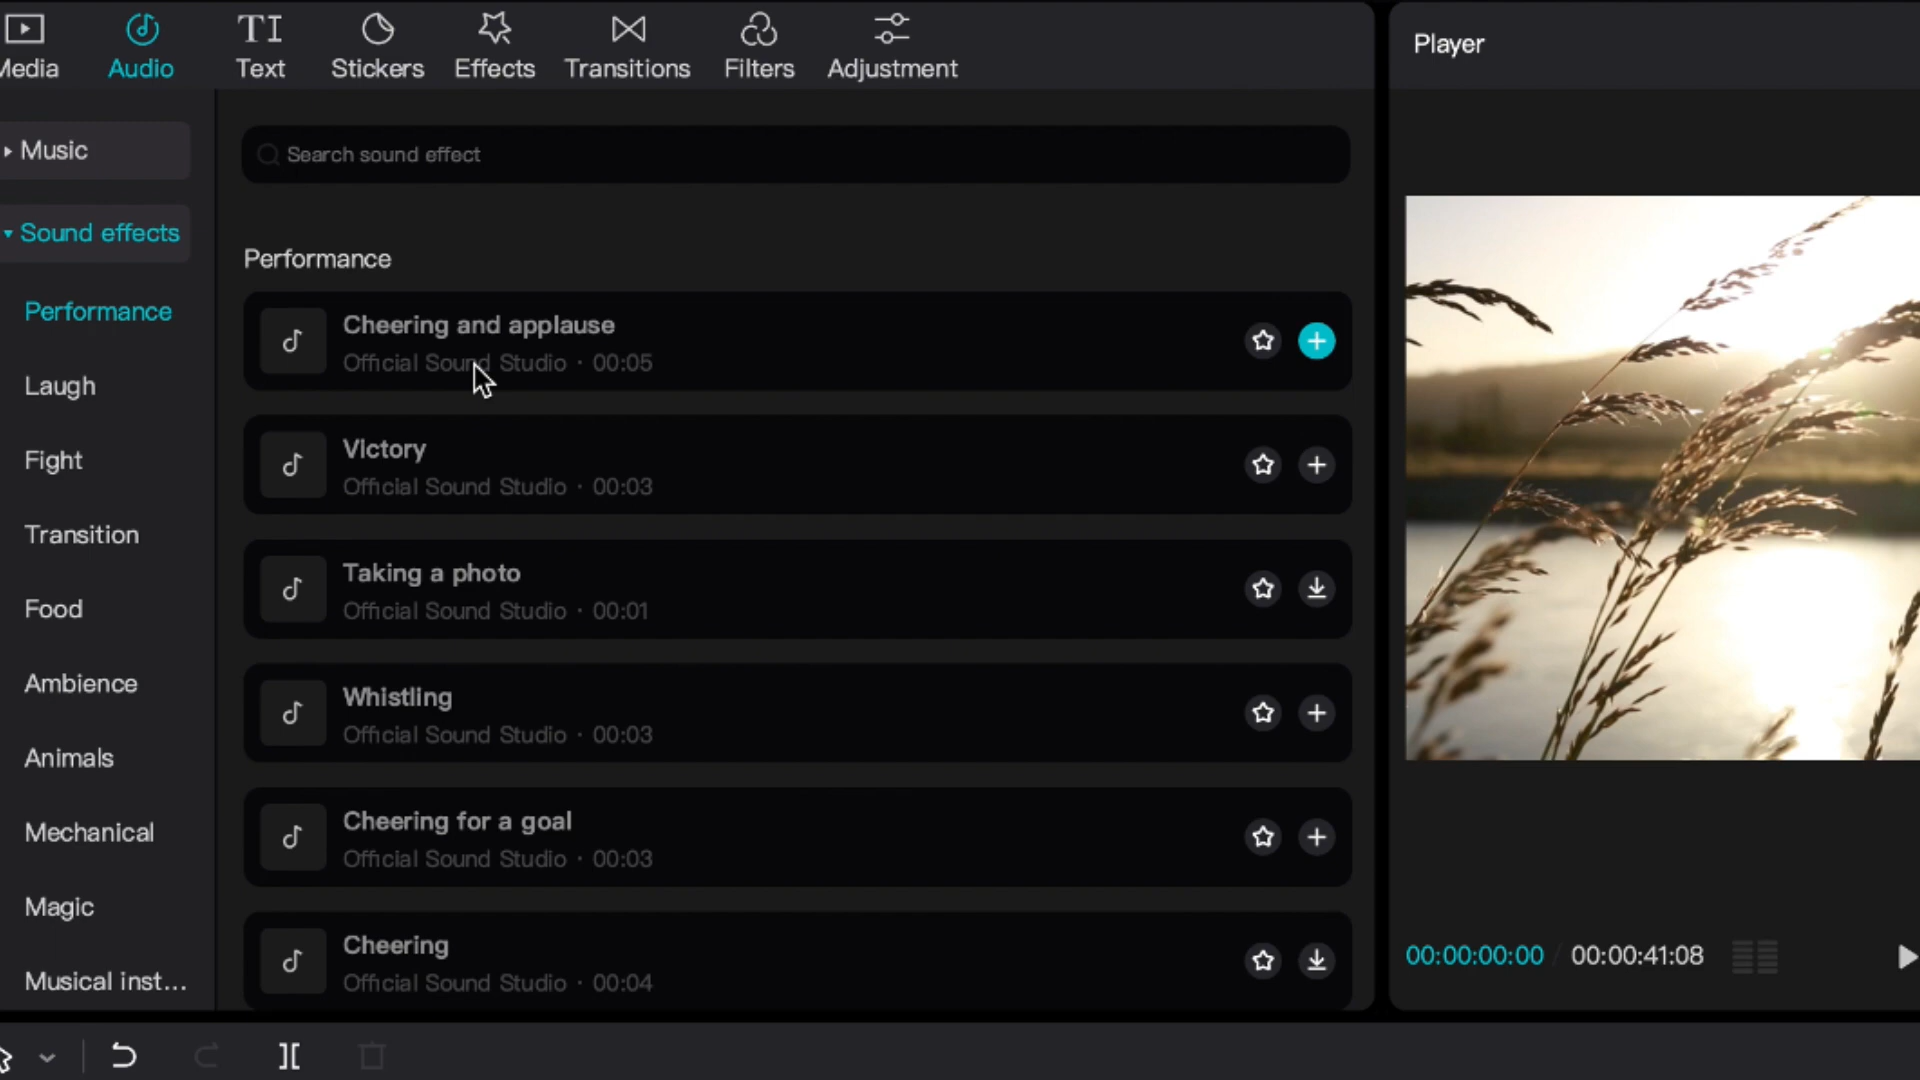 Media
Audio
TI
Text
Stickers
Effects
Transitions
Filters
Adjustment
Player
Music
Sound effects
Performance
Laugh
Fight
Transition
Food
Ambience
Animals
Mechanical
Magic
Musical inst...
Search sound effect
Performance
Cheering and applause
Official Sound Studio · 00:05
VIctory
Official Sound Studio · 00:03
Taking a photo
Official Sound Studio · 00:01
Whistling
Official Sound Studio · 00:03
Cheering for a goal
Official Sound Studio · 00:03
Cheering
Official Sound Studio · 00:04
00:00:00:00 / 00:00:41:08